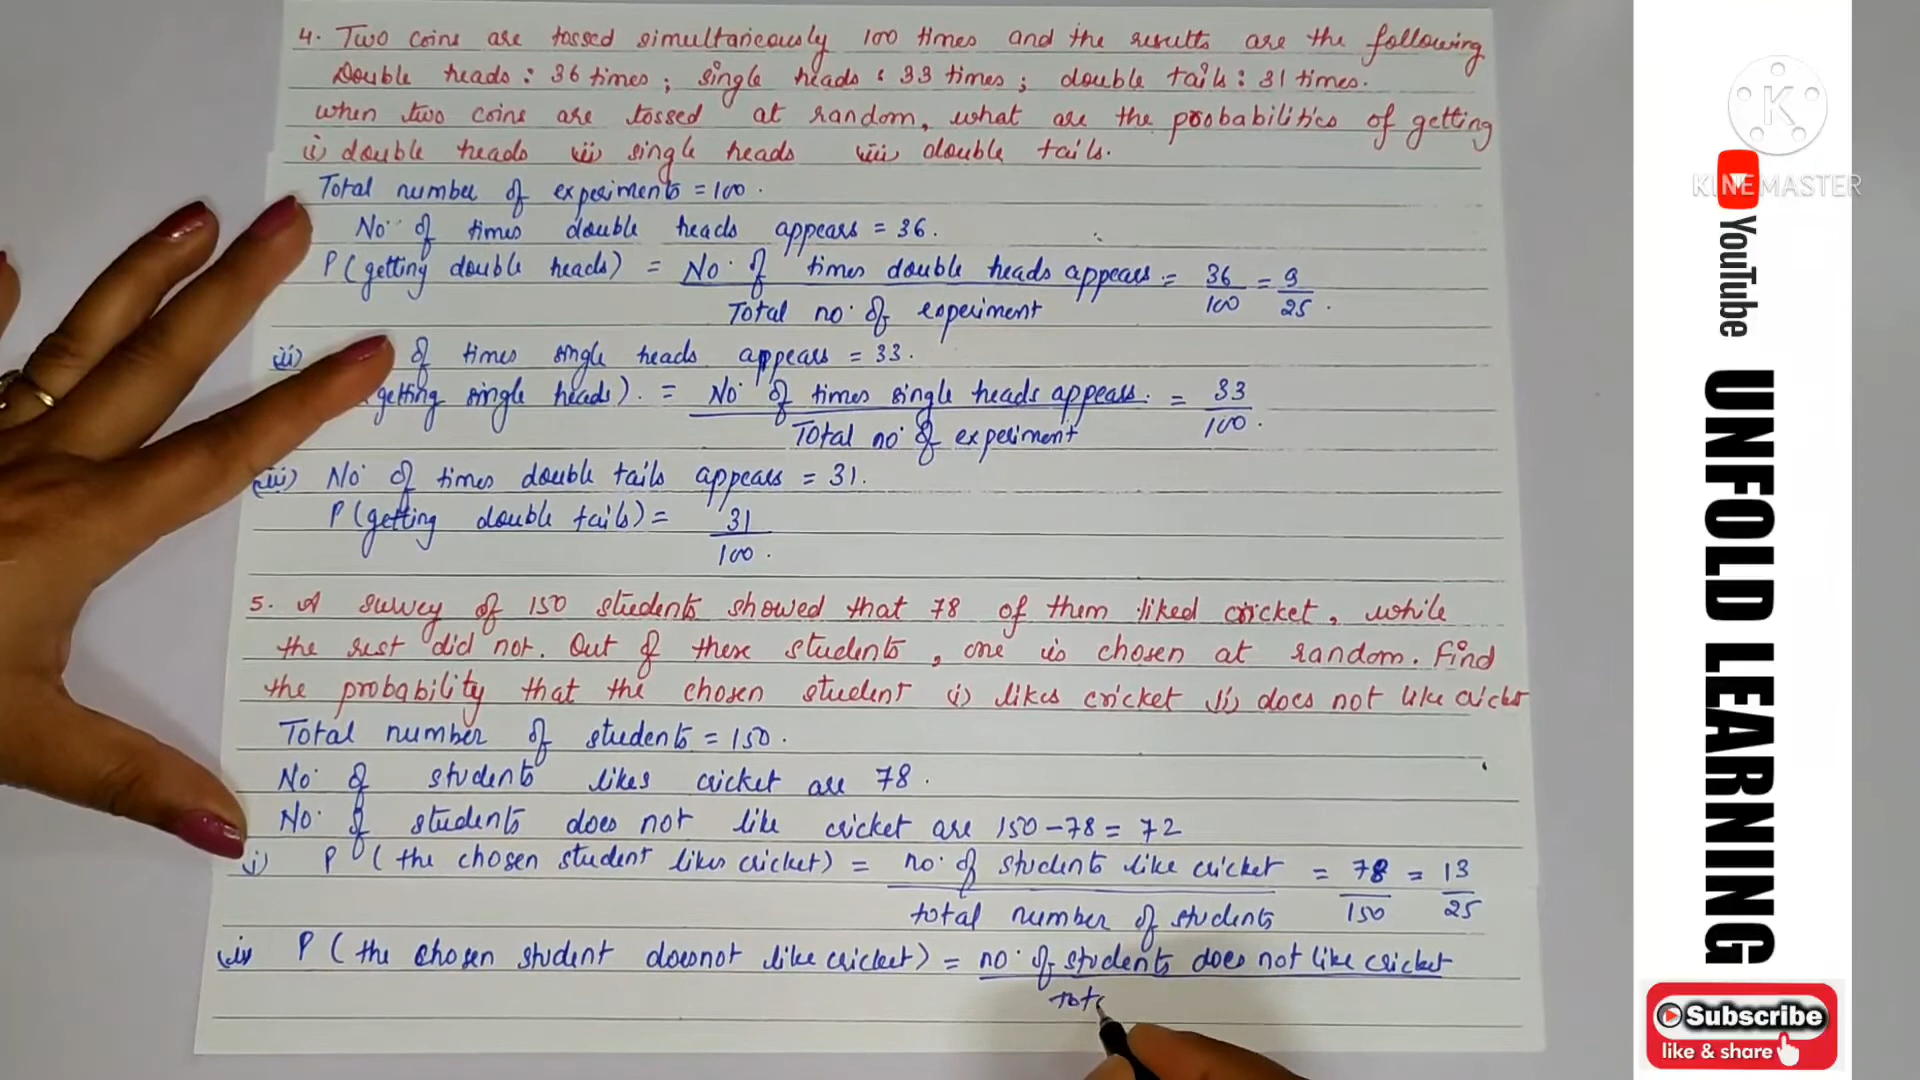 4. Two coins are tossed simultaneously 100 times and the results are the following
Double heads : 36 times ; single heads : 33 times ; double tails : 31 times.
when two coins are tossed at random, what are the probabilities of getting
i) double heads ii) single heads iii) double tails.
Total number of experiments = 100.
No. of times double heads appears = 36.
P (getting double heads) = No. of times double heads appears = 36 = 9
Total no. of experiment 100 25.
ii) of times single heads appears = 33.
getting single heads). = No. of times single heads appears. = 33
Total no. of experiment 100.
iii) No. of times double tails appears = 31.
P (getting double tails) = 31
100.
5. A survey of 150 students showed that 78 of them liked cricket, while
the rest did not. Out of these students, one is chosen at random. Find
the probability that the chosen student i) likes cricket ii) does not like cricket
Total number of students = 150.
No. of students likes cricket are 78.
No. of students does not like cricket are 150-78 = 72
i) P (the chosen student likes cricket) = no. of students like cricket = 78 = 13
total number of students 150 25
ii) P (the chosen student doesnot like cricket) = no. of students does not like cricket
tot
K
KINEMASTER
YouTube
UNFOLD LEARNING
Subscribe
like & share